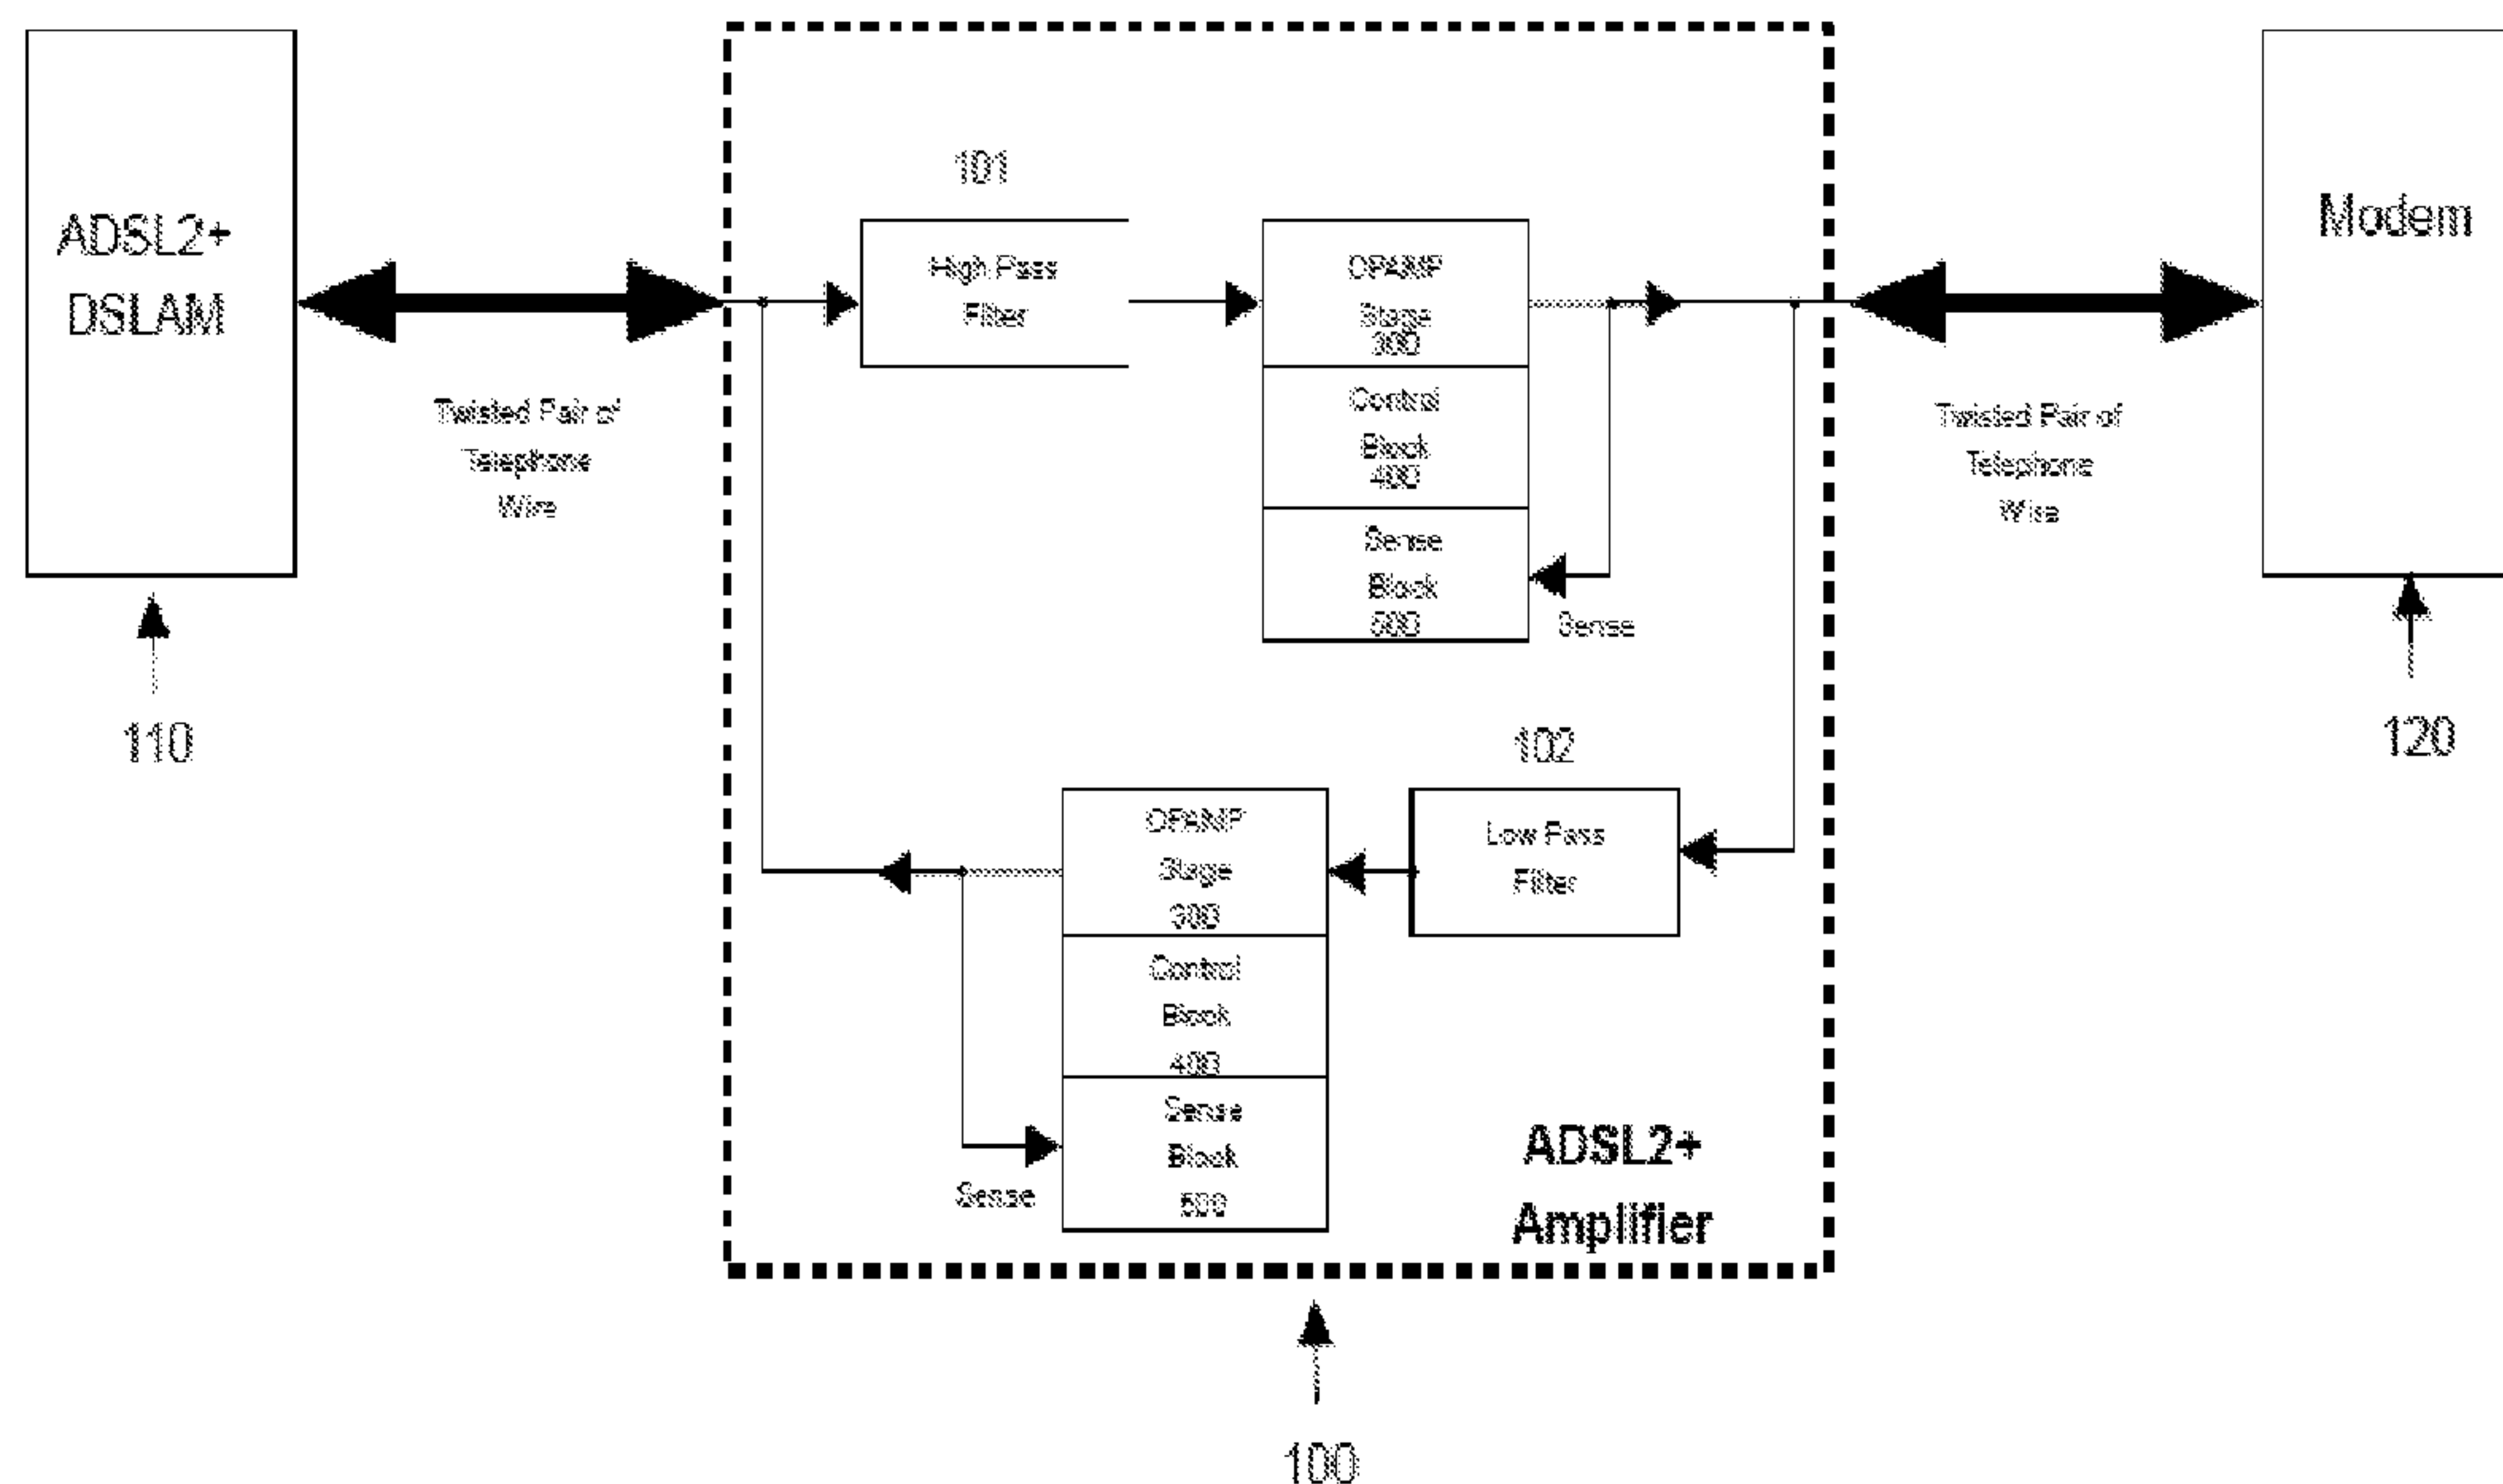 ADSL2+
DSLAM
110
Twisted Pair of
Telephone
Wire
101
High Pass
Filter
OPAMP
Stage
300
Control
Block
400
Sense
Block
500
Sense
102
Low Pass
Filter
OPAMP
Stage
300
Control
Block
400
Sense
Block
500
Sense
ADSL2+
Amplifier
100
Twisted Pair of
Telephone
Wire
Modem
120